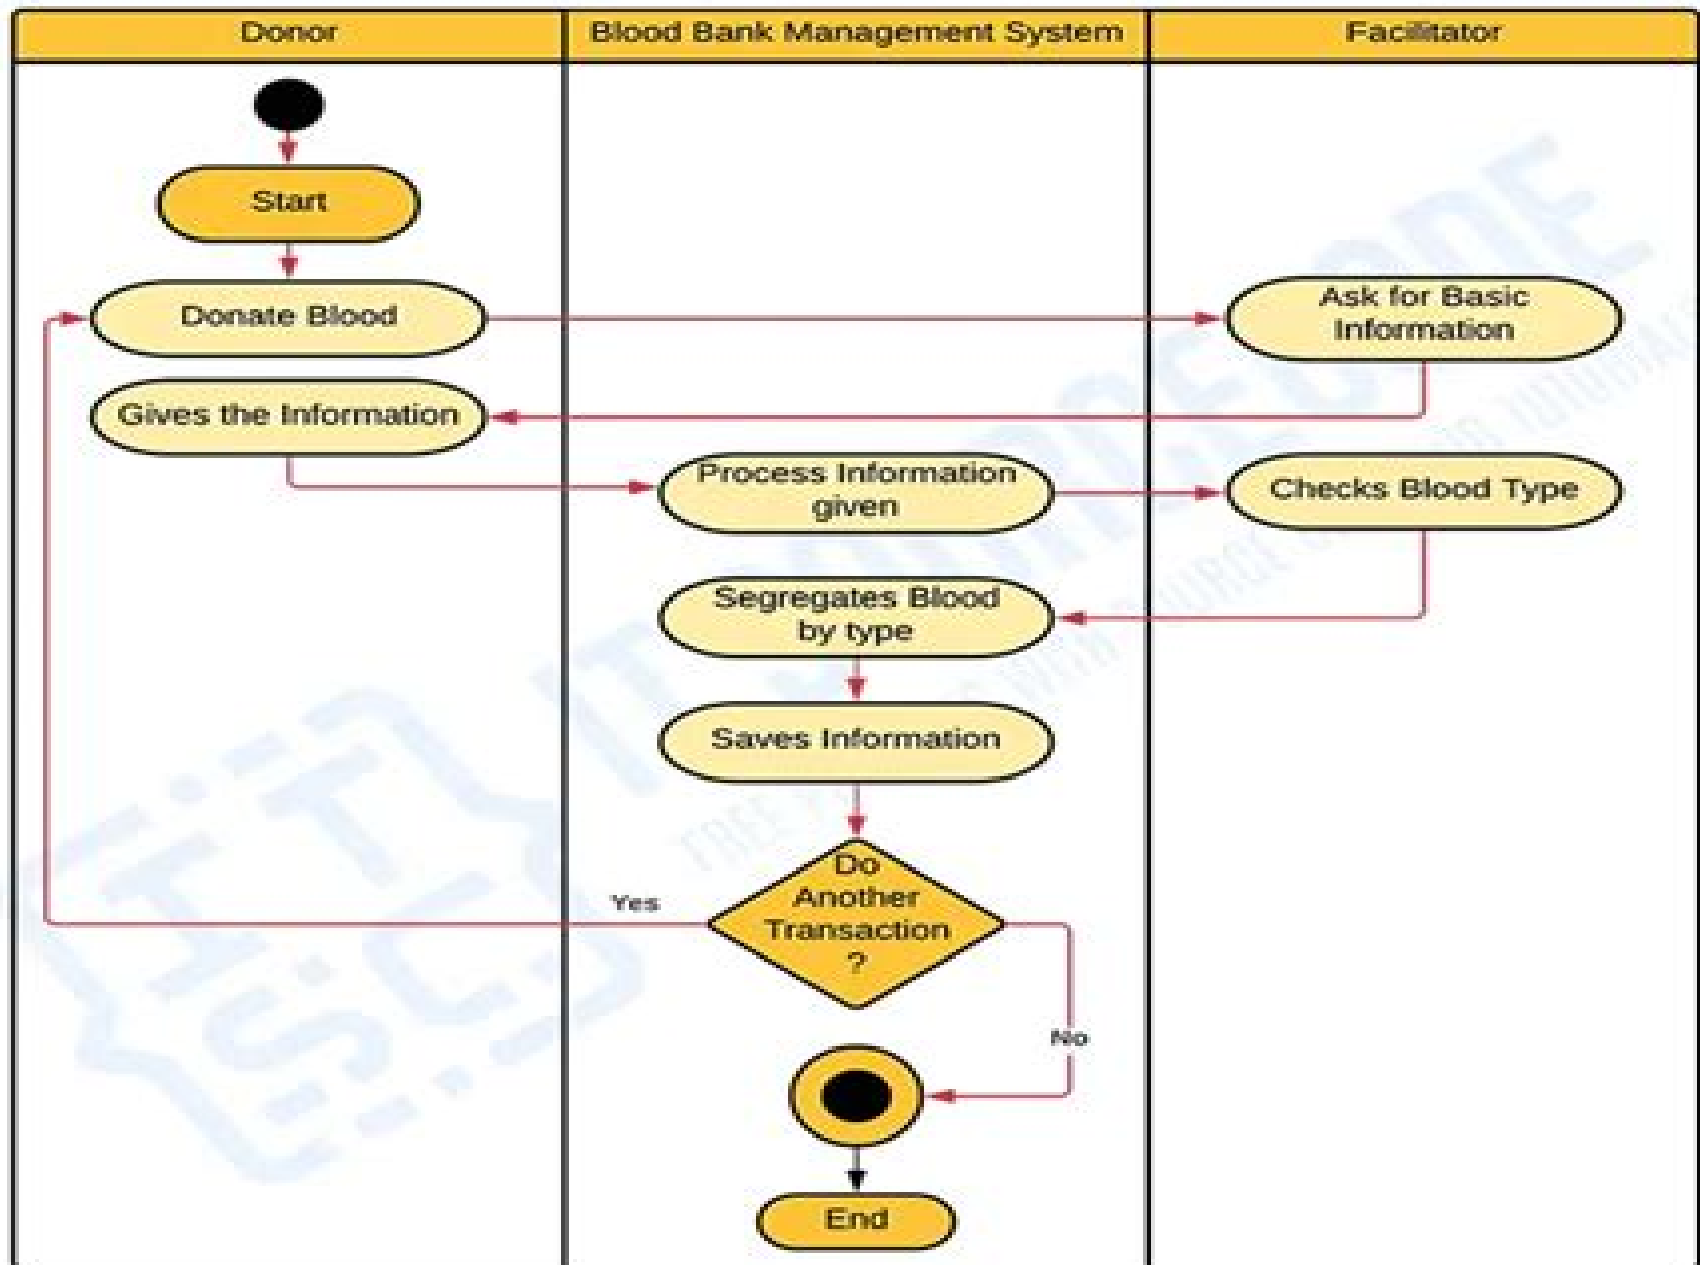 Donor
Blood Bank Management System
Facilitator
Start
Donate Blood
Ask for Basic
Information
Gives the Information
Process Information
given
Checks Blood Type
Segregates Blood
by type
Saves Information
Do
Another
Transaction
?
Yes
No
End